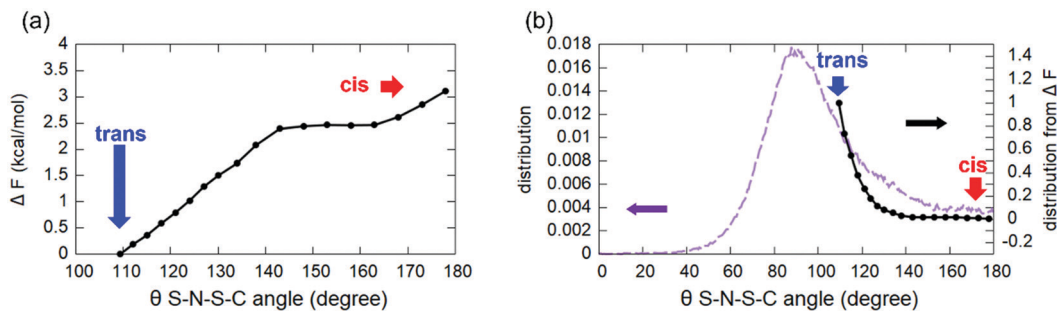 (a)
4
3.5
3
2.5
2
1.5
1
0.5
0
Δ F (kcal/mol)
trans
cis
100 110 120 130 140 150 160 170 180
θ S-N-S-C angle (degree)
(b)
0.018
0.016
0.014
0.012
0.01
0.008
0.006
0.004
0.002
0
distribution
trans
cis
1.4
1.2
1
0.8
0.6
0.4
0.2
0
-0.2
distribution from Δ F
0 20 40 60 80 100 120 140 160 180
θ S-N-S-C angle (degree)